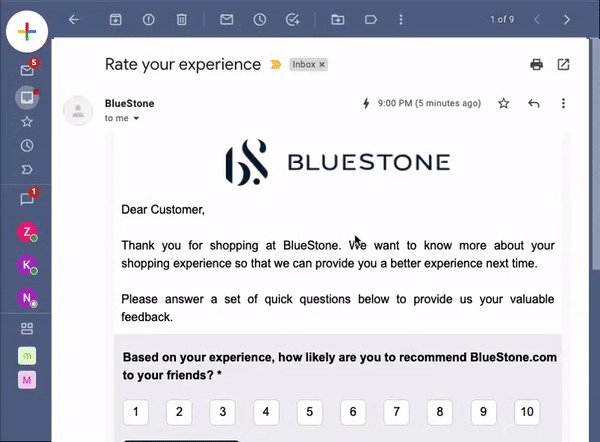 1 of 9
5
Rate your experience Inbox ×
BlueStone 9:00 PM (5 minutes ago)
to me
BLUESTONE
Dear Customer,
1
Thank you for shopping at BlueStone. We want to know more about your
Z
shopping experience so that we can provide you a better experience next time.
K
Please answer a set of quick questions below to provide us your valuable
N
feedback.
Based on your experience, how likely are you to recommend BlueStone.com
m
to your friends? *
M
1 2 3 4 5 6 7 8 9 10